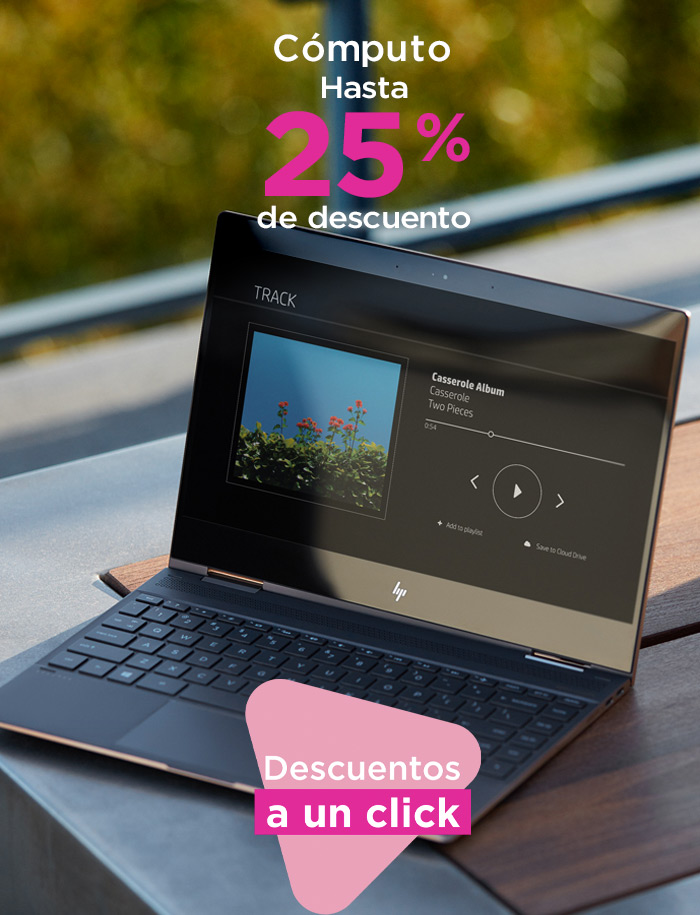 Cómputo
Hasta
25%
de descuento
TRACK
Casserole Album
Casserole
Two Pieces
0:54
Add to playlist
Save to Cloud Drive
hp
Descuentos
a un click